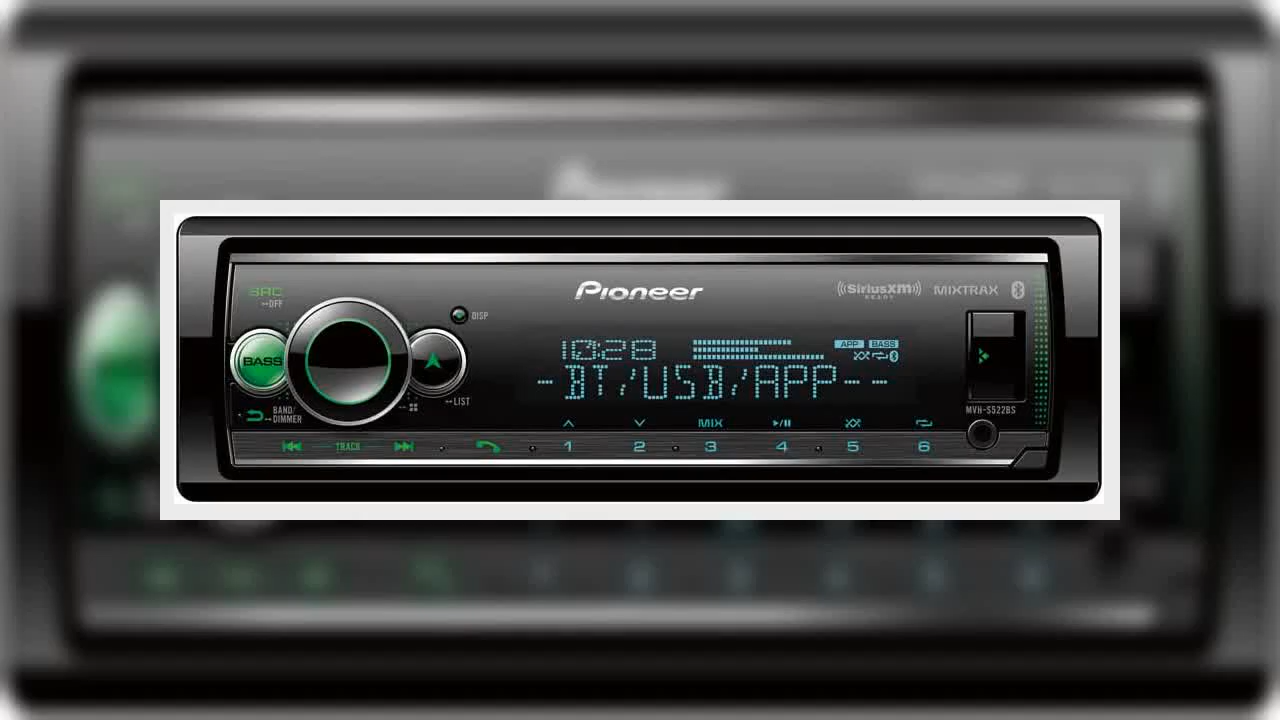 Pioneer
SiriusXM
READY
MIXTRAX
SRC
OFF
DISP
BASS
10:28
APP BASS
-BT/USB/APP--
LIST
BAND/
DIMMER
MVH-S522BS
MIX
TRACK
1 2 3 4 5 6